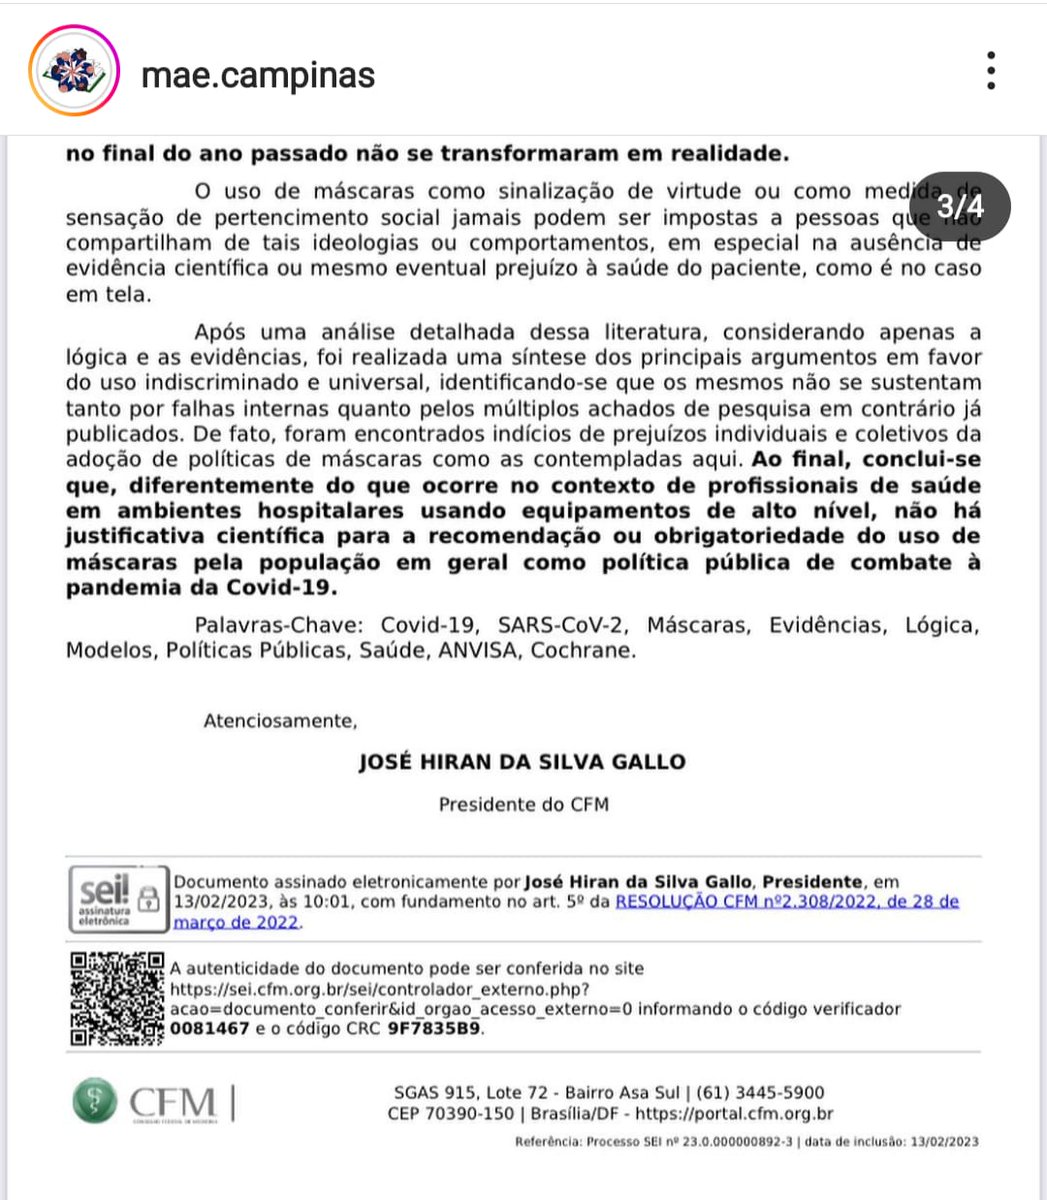 mae.campinas
no final do ano passado não se transformaram em realidade.
3/4
O uso de máscaras como sinalização de virtude ou como medida de
sensação de pertencimento social jamais podem ser impostas a pessoas que não
compartilham de tais ideologias ou comportamentos, em especial na ausência de
evidência científica ou mesmo eventual prejuízo à saúde do paciente, como é no caso
em tela.
Após uma análise detalhada dessa literatura, considerando apenas a
lógica e as evidências, foi realizada uma síntese dos principais argumentos em favor
do uso indiscriminado e universal, identificando-se que os mesmos não se sustentam
tanto por falhas internas quanto pelos múltiplos achados de pesquisa em contrário já
publicados. De fato, foram encontrados indícios de prejuízos individuais e coletivos da
adoção de políticas de máscaras como as contempladas aqui. Ao final, conclui-se
que, diferentemente do que ocorre no contexto de profissionais de saúde
em ambientes hospitalares usando equipamentos de alto nível, não há
justificativa científica para a recomendação ou obrigatoriedade do uso de
máscaras pela população em geral como política pública de combate à
pandemia da Covid-19.
Palavras-Chave: Covid-19, SARS-CoV-2, Máscaras, Evidências, Lógica,
Modelos, Políticas Públicas, Saúde, ANVISA, Cochrane.
Atenciosamente,
JOSÉ HIRAN DA SILVA GALLO
Presidente do CFM
sei!
assinatura
eletrônica
Documento assinado eletronicamente por José Hiran da Silva Gallo, Presidente, em
13/02/2023, às 10:01, com fundamento no art. 5º da RESOLUÇÃO CFM nº2.308/2022, de 28 de
março de 2022.
A autenticidade do documento pode ser conferida no site
https://sei.cfm.org.br/sei/controlador_externo.php?
acao=documento_conferir&id_orgao_acesso_externo=0 informando o código verificador
0081467 e o código CRC 9F7835B9.
CFM
CONSELHO FEDERAL DE MEDICINA
SGAS 915, Lote 72 - Bairro Asa Sul | (61) 3445-5900
CEP 70390-150 | Brasília/DF - https://portal.cfm.org.br
Referência: Processo SEI nº 23.0.000000892-3 | data de inclusão: 13/02/2023